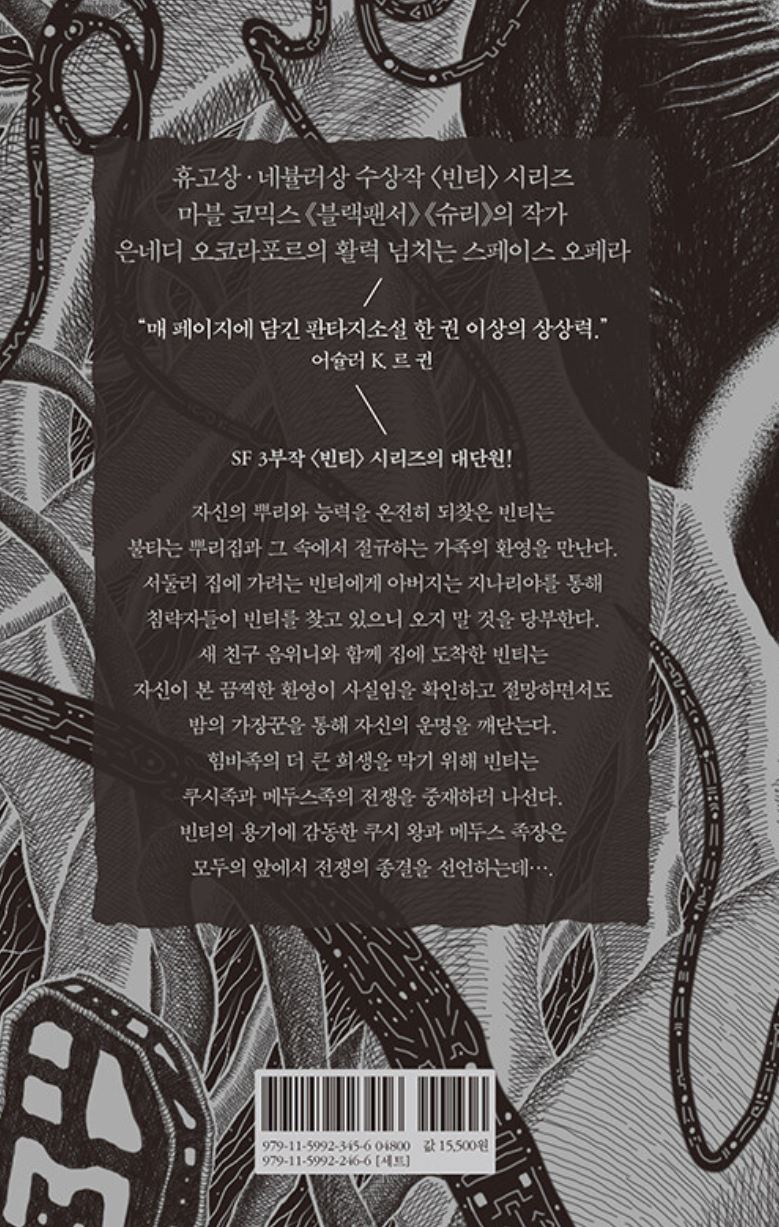 휴고상·네뷸러상 수상작 〈빈티〉 시리즈
마블 코믹스 《블랙팬서》 《슈리》의 작가
은네디 오코라포르의 활력 넘치는 스페이스 오페라
“매 페이지에 담긴 판타지소설 한 권 이상의 상상력.”
어슐러 K. 르 귄
SF 3부작 〈빈티〉 시리즈의 대단원!
자신의 뿌리와 능력을 온전히 되찾은 빈티는
불타는 뿌리집과 그 속에서 절규하는 가족의 환영을 만난다.
서둘러 집에 가려는 빈티에게 아버지는 지나리야를 통해
침략자들이 빈티를 찾고 있으니 오지 말 것을 당부한다.
새 친구 음위니와 함께 집에 도착한 빈티는
자신이 본 끔찍한 환영이 사실임을 확인하고 절망하면서도
밤의 가장꾼을 통해 자신의 운명을 깨닫는다.
힘바족의 더 큰 희생을 막기 위해 빈티는
쿠시족과 메두스족의 전쟁을 중재하러 나선다.
빈티의 용기에 감동한 쿠시 왕과 메두스 족장은
모두의 앞에서 전쟁의 종결을 선언하는데….
979-11-5992-345-6 04800 값 15,500원
979-11-5992-246-6 [세트]